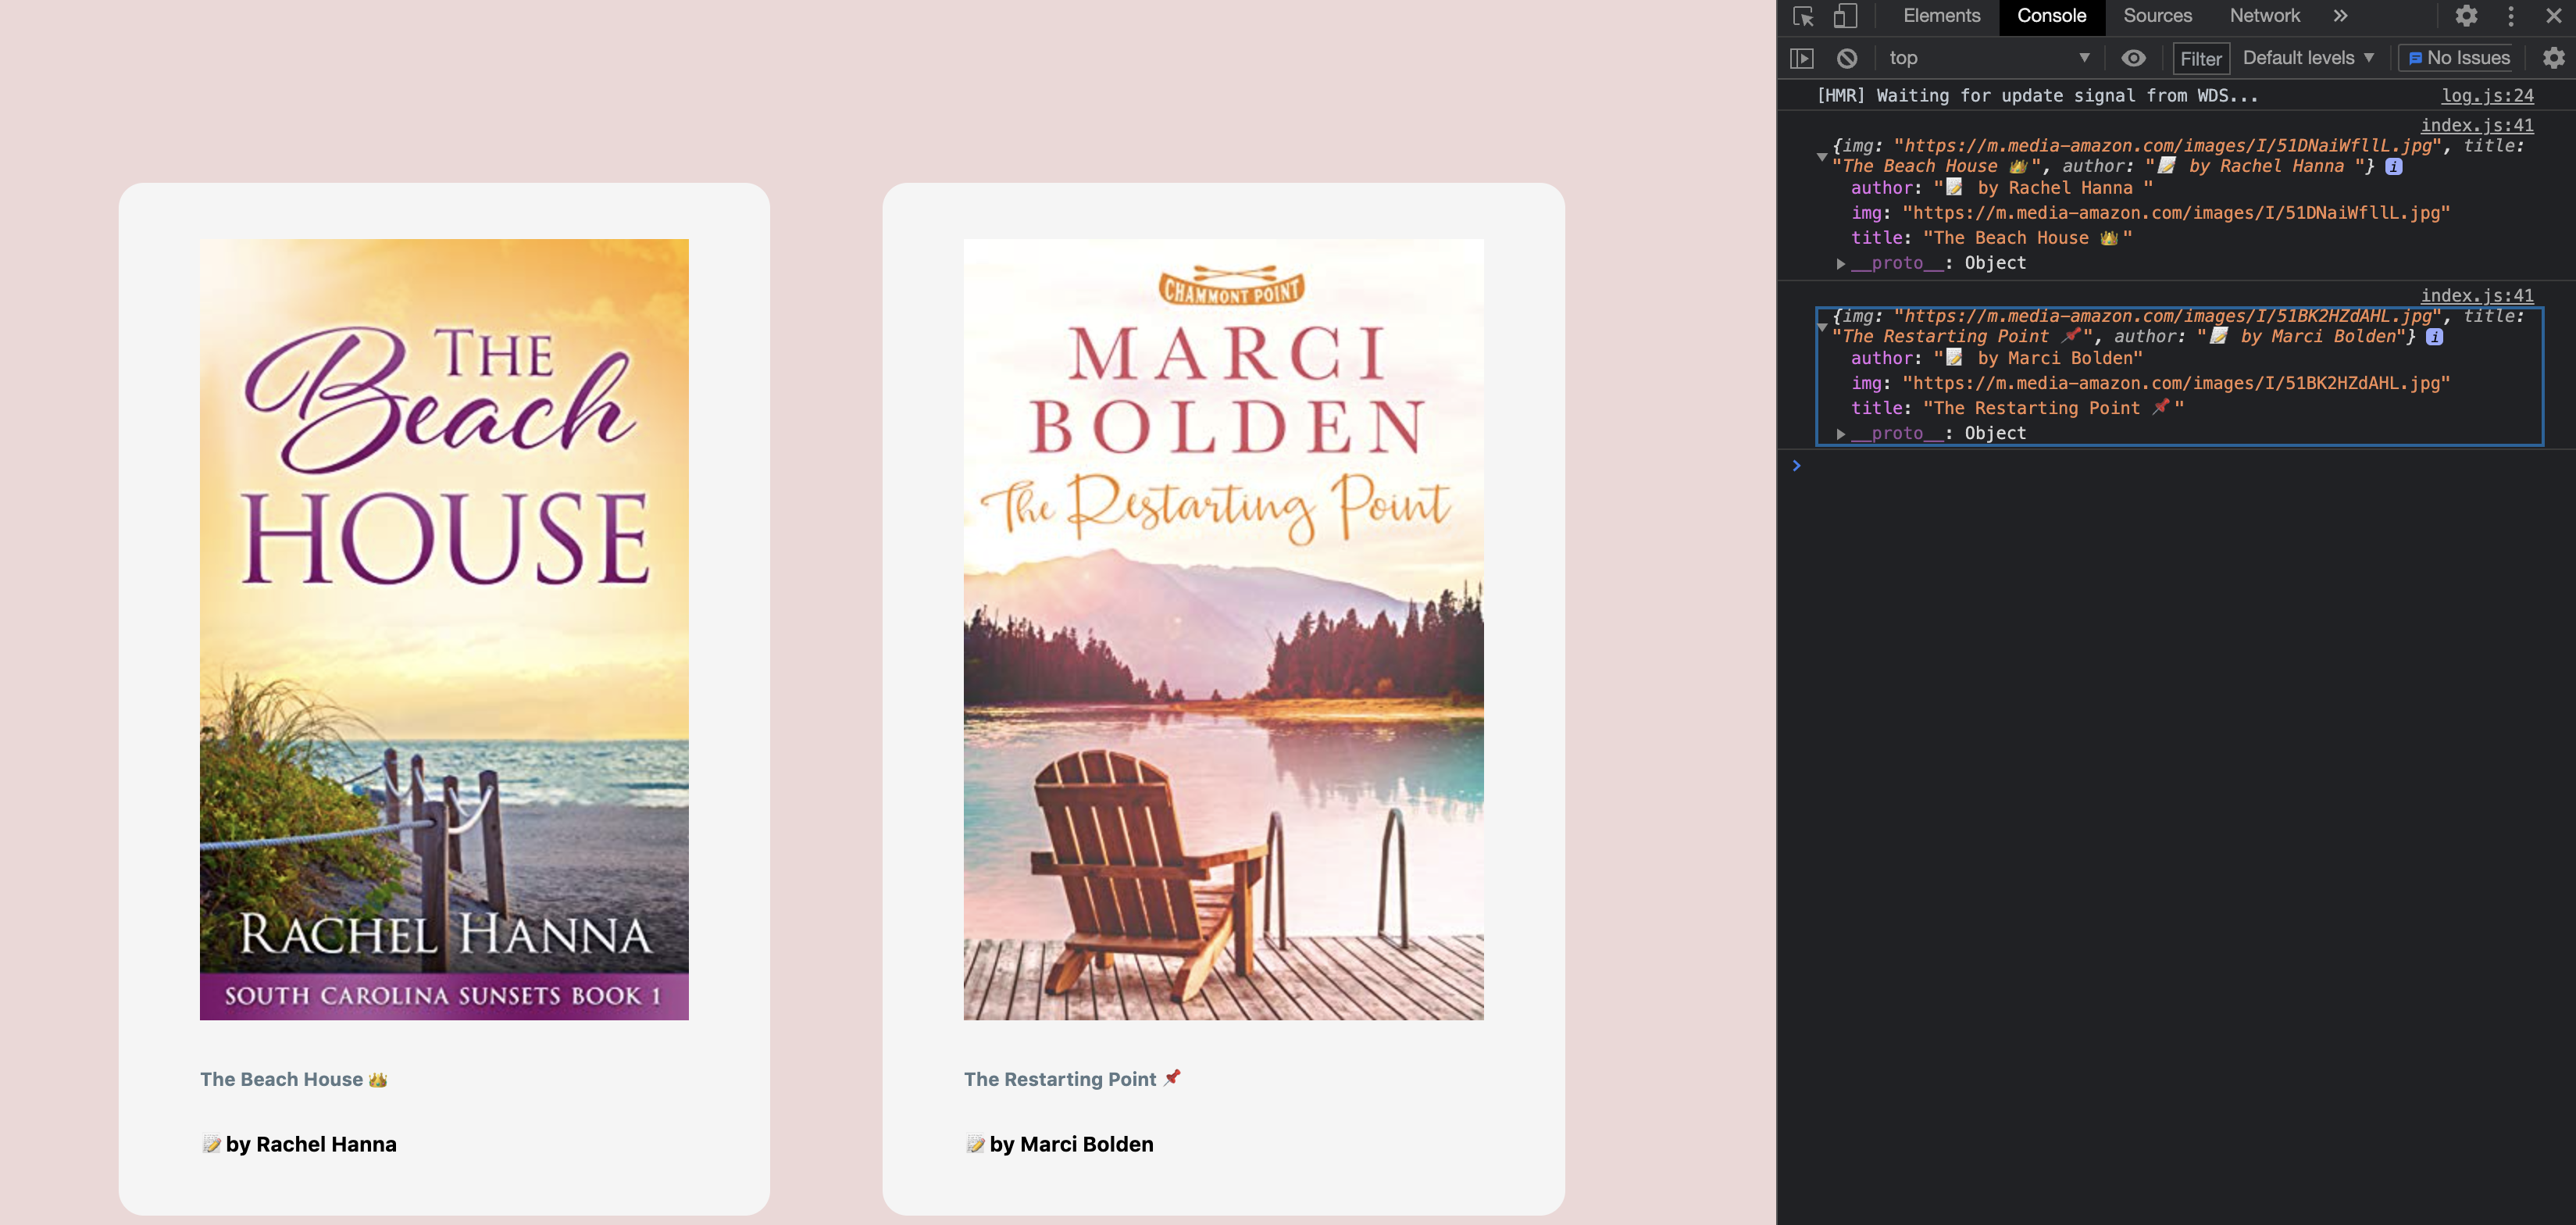 THE
Beach
HOUSE
RACHEL HANNA
SOUTH CAROLINA SUNSETS BOOK 1
The Beach House 👑
📝 by Rachel Hanna
CHAMMONT POINT
MARCI
BOLDEN
The Restarting Point
The Restarting Point 📌
📝 by Marci Bolden
Elements Console Sources Network »
top Filter Default levels ▼ No Issues
[HMR] Waiting for update signal from WDS... log.js:24
index.js:41
{img: "https://m.media-amazon.com/images/I/51DNaiWfllL.jpg", title:
"The Beach House 👑", author: "📝 by Rachel Hanna "} i
author: "📝 by Rachel Hanna "
img: "https://m.media-amazon.com/images/I/51DNaiWfllL.jpg"
title: "The Beach House 👑"
__proto__: Object
index.js:41
{img: "https://m.media-amazon.com/images/I/51BK2HZdAHL.jpg", title:
"The Restarting Point 📌", author: "📝 by Marci Bolden"} i
author: "📝 by Marci Bolden"
img: "https://m.media-amazon.com/images/I/51BK2HZdAHL.jpg"
title: "The Restarting Point 📌"
__proto__: Object